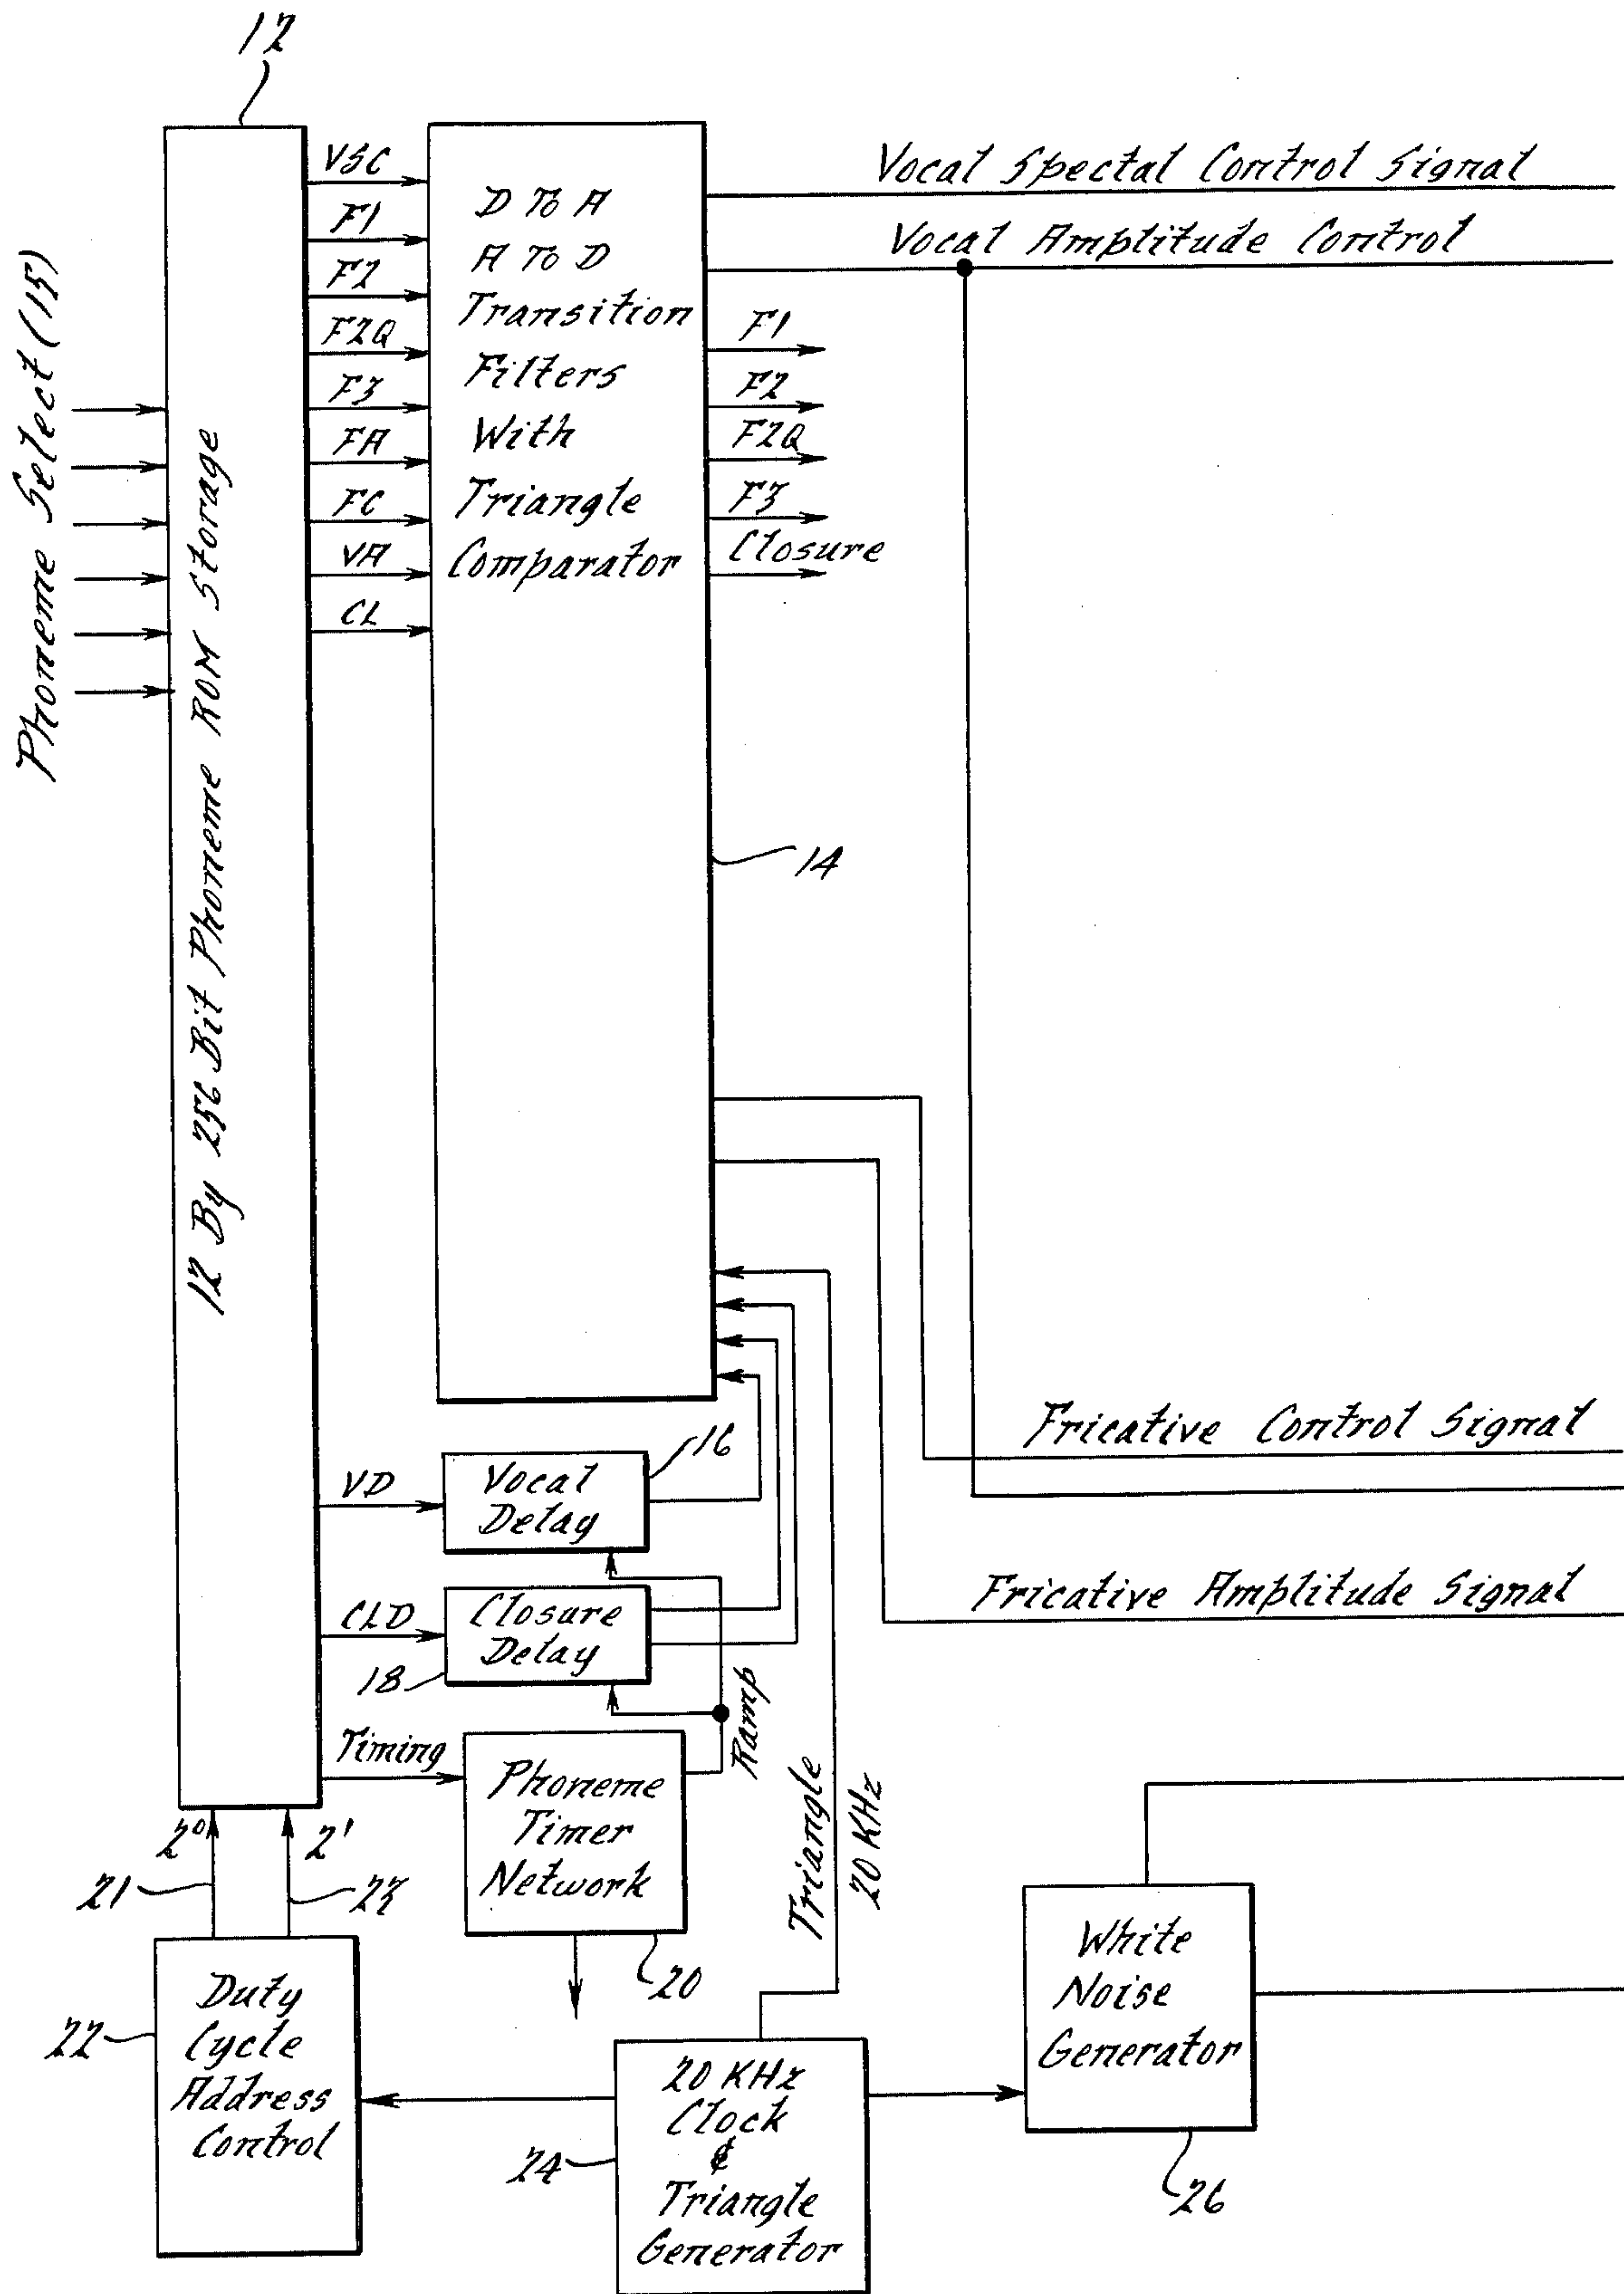 12
Phoneme Select (15)
12 By 256 Bit Phoneme ROM Storage
VSC
F1
F2
F2Q
F3
FA
FC
VA
CL
D To A
A To D
Transition
Filters
With
Triangle
Comparator
14
Vocal Spectal Control Signal
Vocal Amplitude Control
F1
F2
F2Q
F3
Closure
Fricative Control Signal
Fricative Amplitude Signal
VD
Vocal
Delay
16
CLD
Closure
Delay
18
Ramp
Timing
Phoneme
Timer
Network
20
Triangle
20 KHz
2⁰
2¹
21
23
Duty
Cycle
Address
Control
22
20 KHz
Clock
&
Triangle
Generator
24
White
Noise
Generator
26